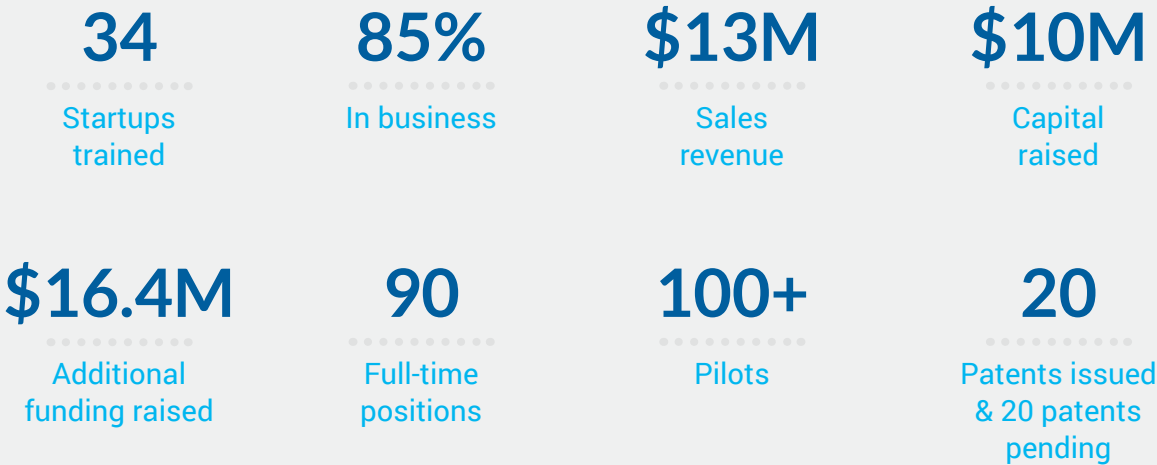 34
85%
$13M
$10M
Startups
trained
In business
Sales
revenue
Capital
raised
$16.4M
90
100+
20
Additional
funding raised
Full-time
positions
Pilots
Patents issued
& 20 patents
pending